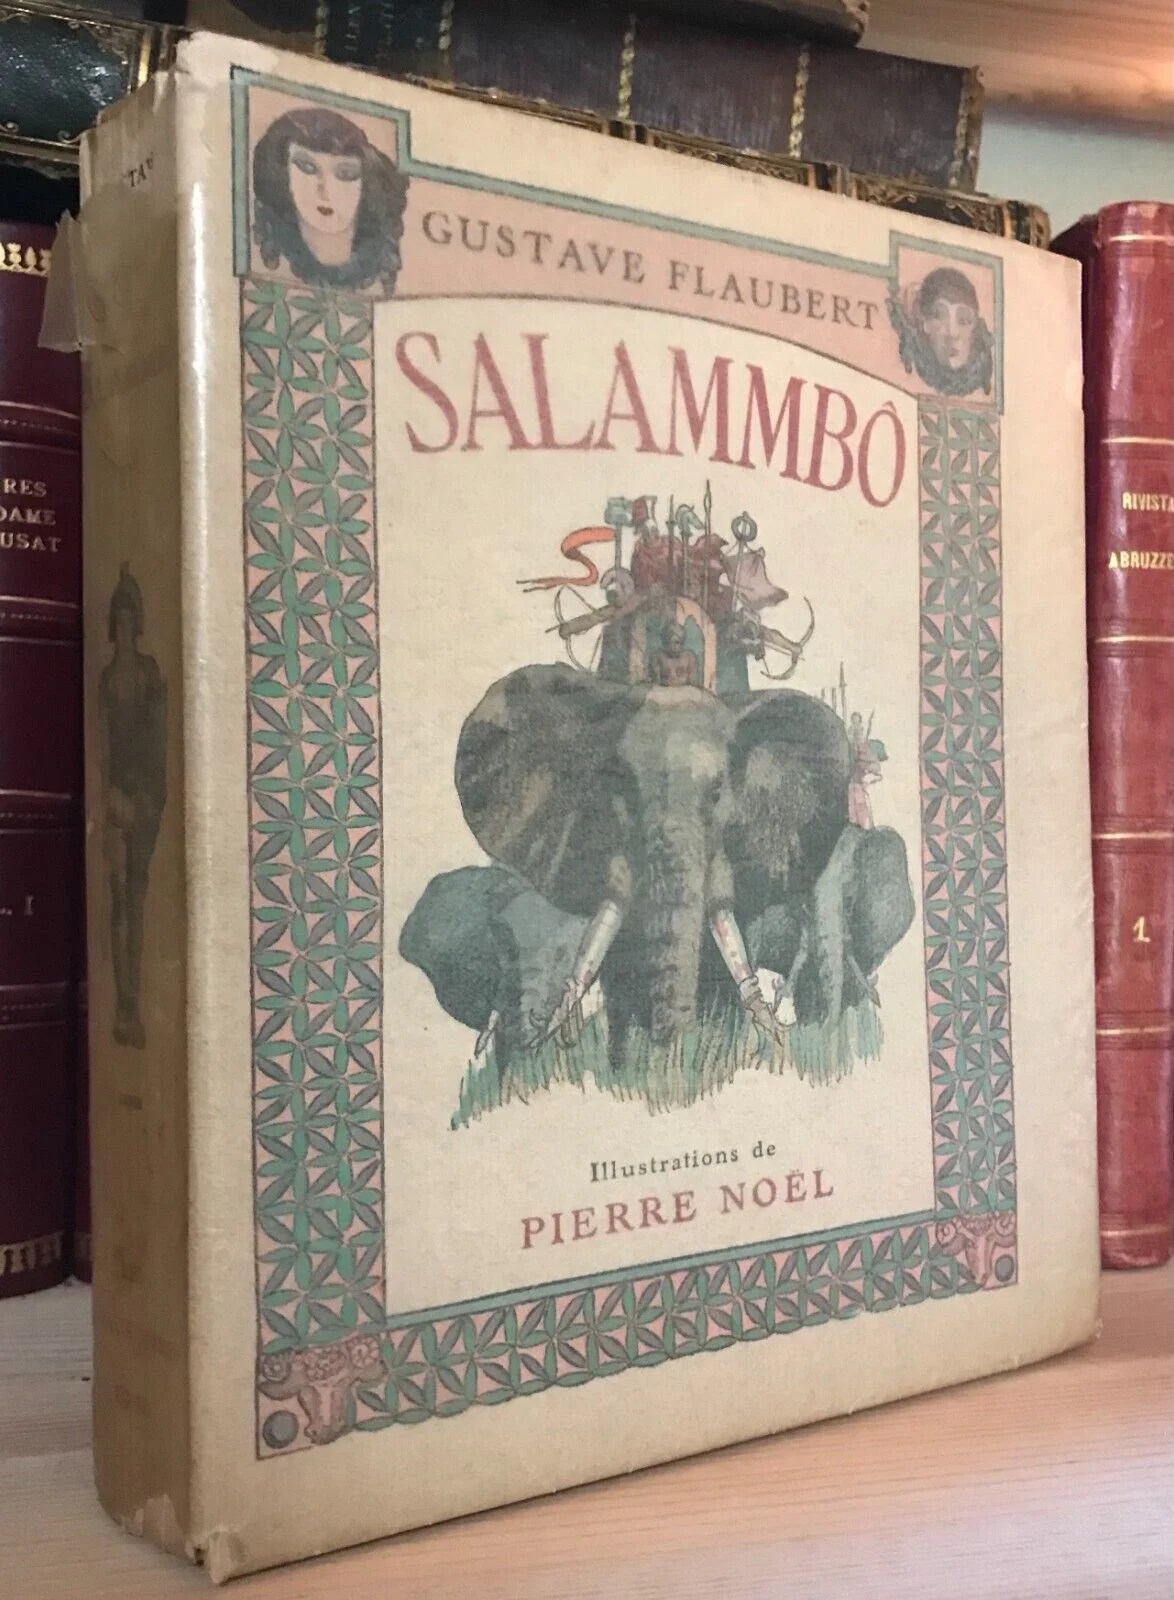 GUSTAVE FLAUBERT
SALAMMBÔ
Illustrations de
PIERRE NOËL
RES
DAME
USAT
. I
RIVISTA
ABRUZZE
1